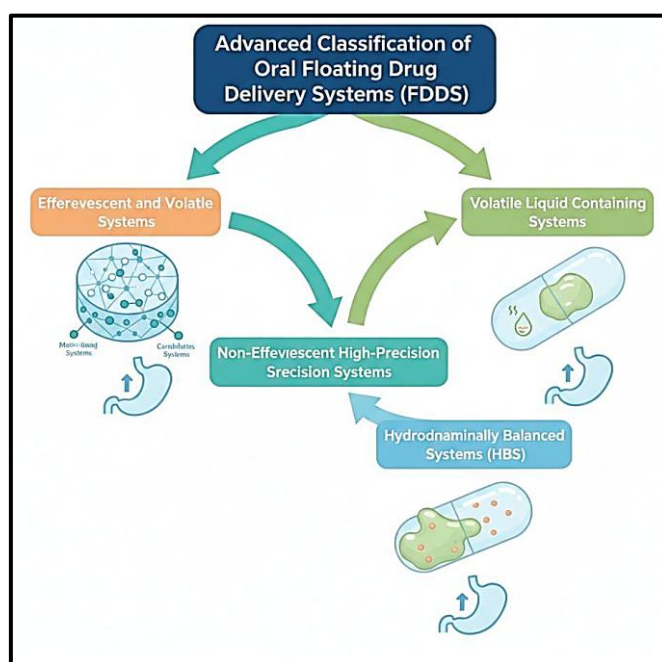 Advanced Classification of
Oral Floating Drug
Delivery Systems (FDDS)
Efferevescent and Volatle
Systems
Volatile Liquid Containing
Systems
Systems
Systems
Non-Effevrescent High-Precision
Srecision Systems
Hydrodnaminally Balanced
Systems (HBS)